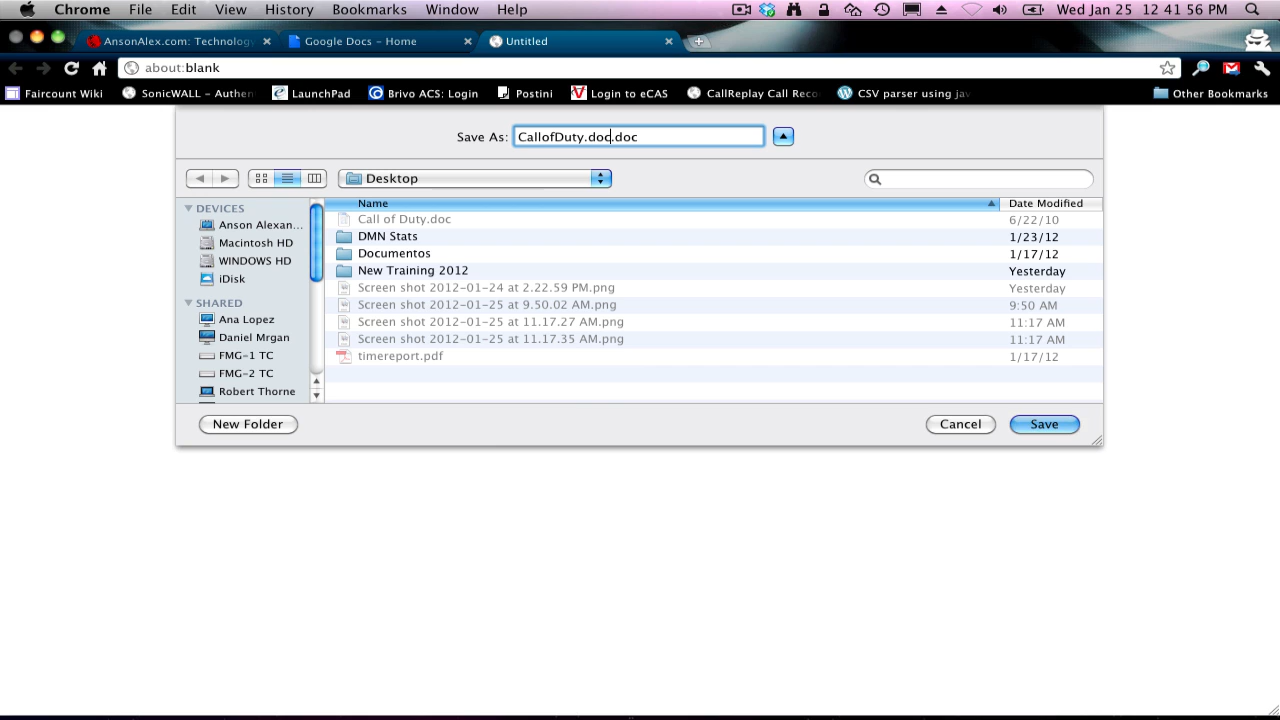 Chrome File Edit View History Bookmarks Window Help Wed Jan 25 12:41:56 PM
AnsonAlex.com: Technolog Google Docs - Home Untitled
about:blank
Faircount Wiki SonicWALL - Authen LaunchPad Brivo ACS: Login Postini Login to eCAS CallReplay Call Reco CSV parser using jav Other Bookmarks
Save As: CallofDuty.doc.doc
Desktop
Name Date Modified
DEVICES
Anson Alexan...
Macintosh HD
WINDOWS HD
iDisk
SHARED
Ana Lopez
Daniel Mrgan
FMG-1 TC
FMG-2 TC
Robert Thorne
Call of Duty.doc 6/22/10
DMN Stats 1/23/12
Documentos 1/17/12
New Training 2012 Yesterday
Screen shot 2012-01-24 at 2.22.59 PM.png Yesterday
Screen shot 2012-01-25 at 9.50.02 AM.png 9:50 AM
Screen shot 2012-01-25 at 11.17.27 AM.png 11:17 AM
Screen shot 2012-01-25 at 11.17.35 AM.png 11:17 AM
timereport.pdf 1/17/12
New Folder Cancel Save